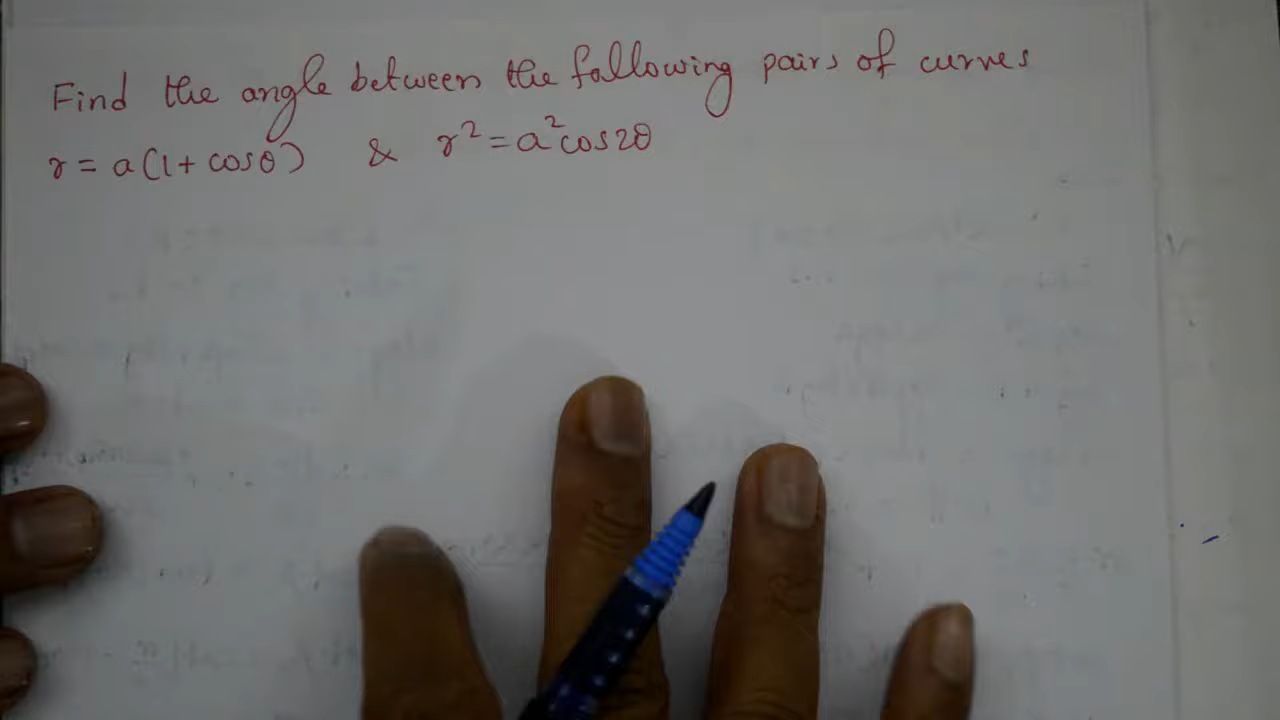 Find the angle between the following pairs of curves
r = a(1+ cosθ) & r² = a²cos2θ